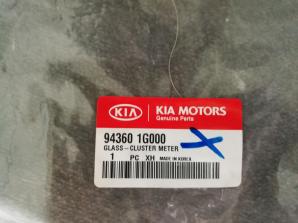 KIA KIA MOTORS
Genuine Parts
94360 1G000
GLASS-CLUSTER METER
1 PC XH MADE IN KOREA